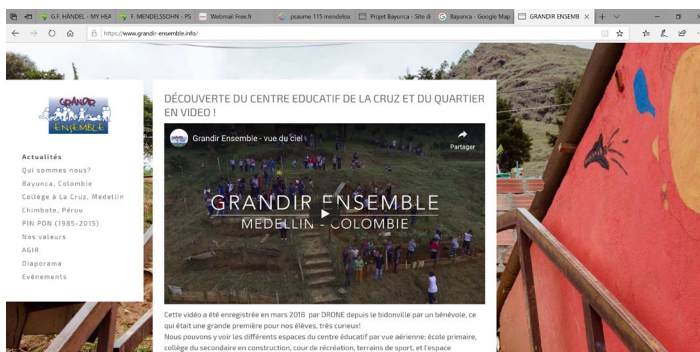 G.F. HÄNDEL - MY HEA
F. MENDELSSOHN - PS
Webmail Free.fr
psaume 115 mendelsso
Projet Bayunca - Site d
Bayunca - Google Map
GRANDIR ENSEMB
https://www.grandir-ensemble.info/
GRANDIR
ENSEMBLE
Actualités
Qui sommes nous?
Bayunca, Colombie
Collège à La Cruz, Medellin
Chimbote, Pérou
PIN PON (1985-2015)
Nos valeurs
AGIR
Diaporama
Evénements
DÉCOUVERTE DU CENTRE EDUCATIF DE LA CRUZ ET DU QUARTIER
EN VIDEO !
Grandir Ensemble - vue du ciel
Partager
GRANDIR ENSEMBLE
MEDELLIN - COLOMBIE
Cette vidéo a été enregistrée en mars 2018 par DRONE depuis le bidonville par un bénévole, ce
qui était une grande première pour nos élèves, très curieux!
Nous pouvons y voir les différents espaces du centre éducatif par vue aérienne: école primaire,
collège du secondaire en construction, cour de récréation, terrains de sport, et l'espace